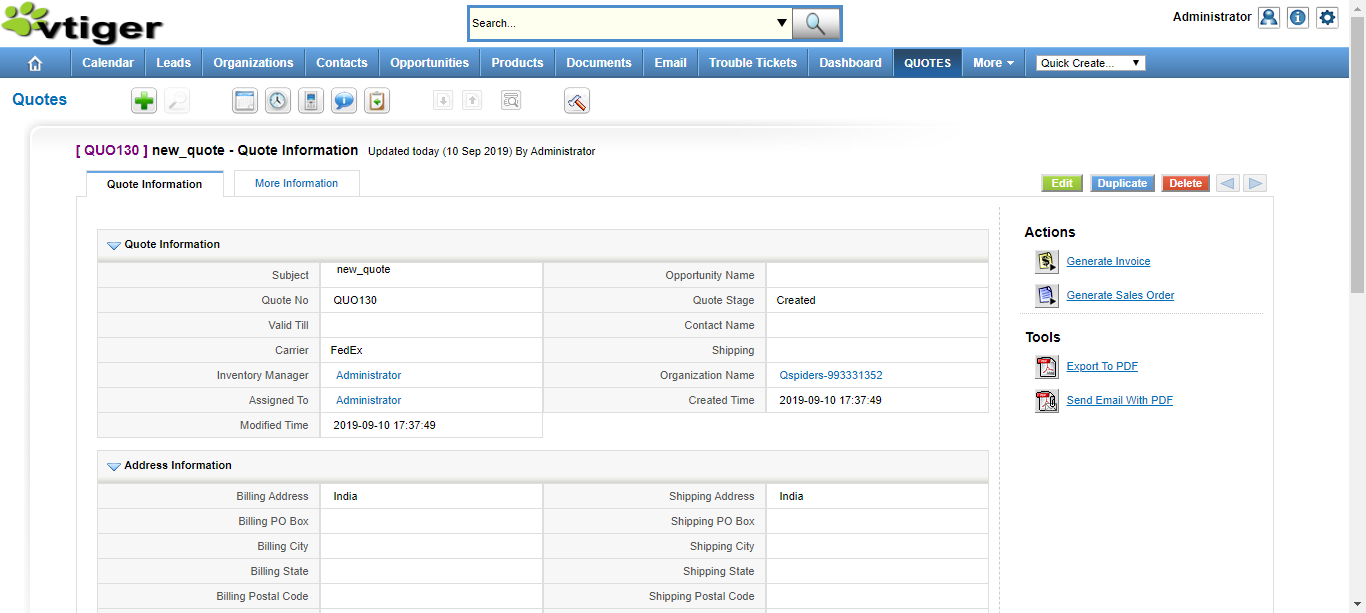 vtiger
Search...
Administrator
Calendar Leads Organizations Contacts Opportunities Products Documents Email Trouble Tickets Dashboard QUOTES More Quick Create...
Quotes
[ QUO130 ] new_quote - Quote Information Updated today (10 Sep 2019) By Administrator
Quote Information More Information Edit Duplicate Delete
Quote Information
Subject new_quote Opportunity Name
Quote No QUO130 Quote Stage Created
Valid Till Contact Name
Carrier FedEx Shipping
Inventory Manager Administrator Organization Name Qspiders-993331352
Assigned To Administrator Created Time 2019-09-10 17:37:49
Modified Time 2019-09-10 17:37:49
Address Information
Billing Address India Shipping Address India
Billing PO Box Shipping PO Box
Billing City Shipping City
Billing State Shipping State
Billing Postal Code Shipping Postal Code
Actions
Generate Invoice
Generate Sales Order
Tools
Export To PDF
Send Email With PDF